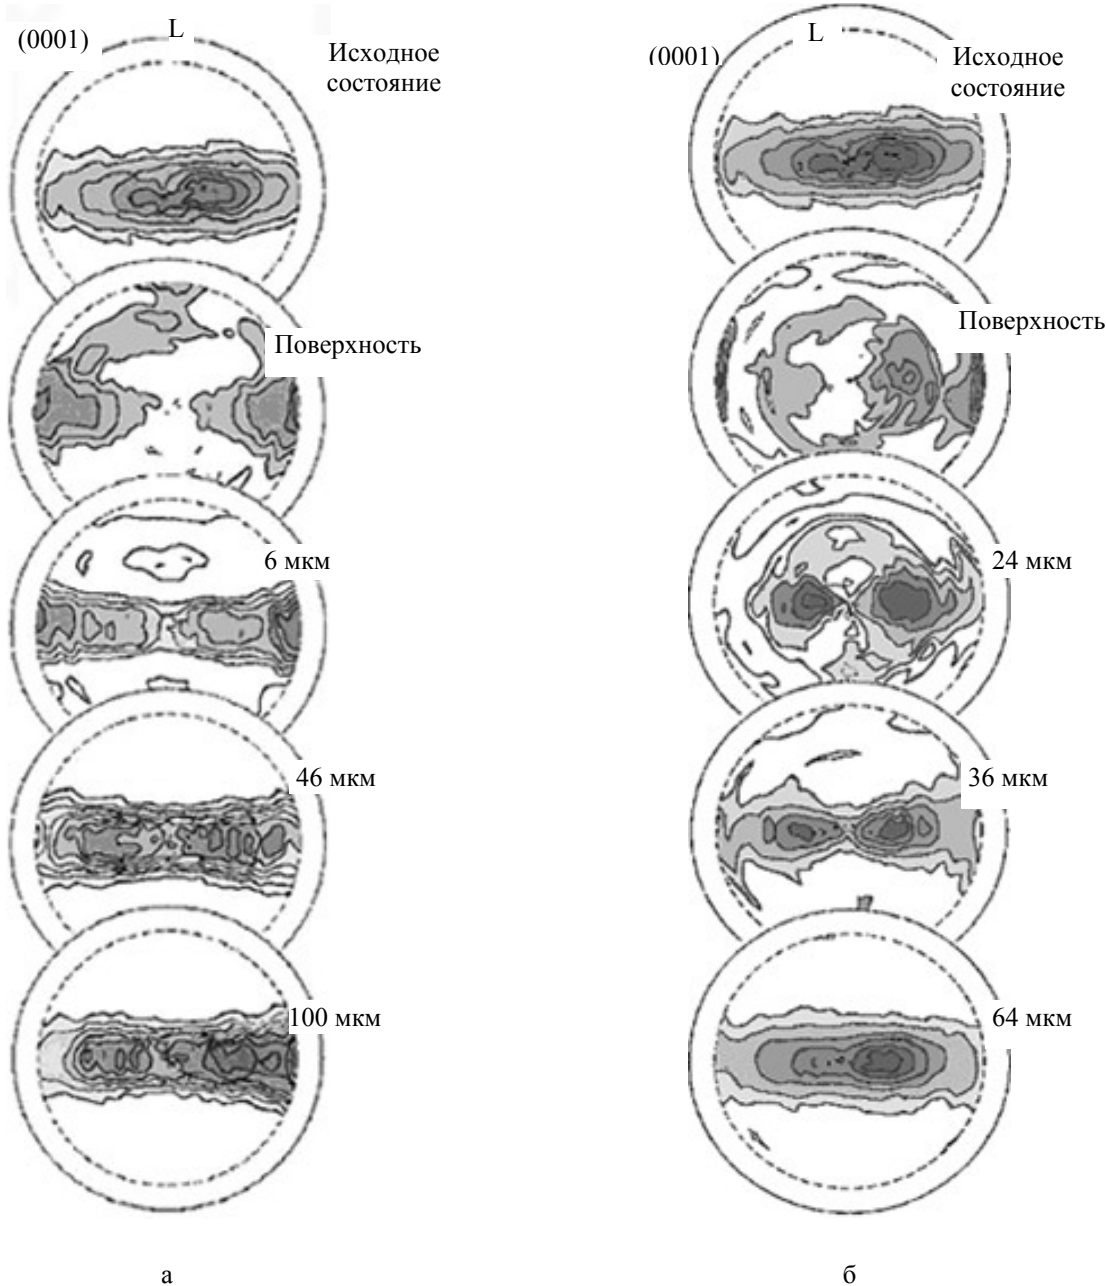 (0001)
L
Исходное
состояние
Поверхность
6 мкм
46 мкм
100 мкм
а
(0001)
L
Исходное
состояние
Поверхность
24 мкм
36 мкм
64 мкм
б